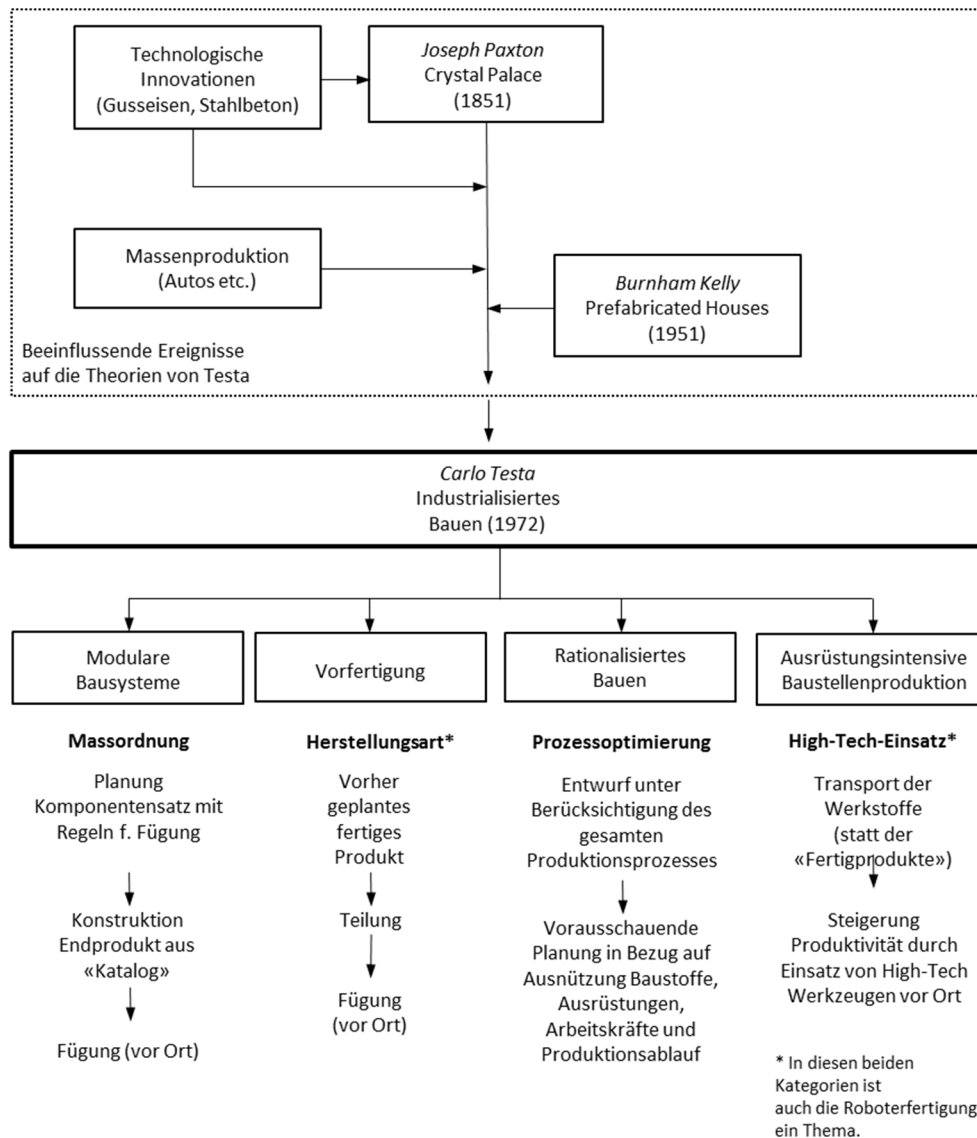 Technologische
Innovationen
(Gusseisen, Stahlbeton)
Joseph Paxton
Crystal Palace
(1851)
Massenproduktion
(Autos etc.)
Burnham Kelly
Prefabricated Houses
(1951)
Beeinflussende Ereignisse
auf die Theorien von Testa
Carlo Testa
Industrialisiertes
Bauen (1972)
Modulare
Bausysteme
Vorfertigung
Rationalisiertes
Bauen
Ausrüstungsintensive
Baustellenproduktion
Massordnung
Planung
Komponentensatz mit
Regeln f. Fügung
Konstruktion
Endprodukt aus
«Katalog»
Fügung (vor Ort)
Herstellungsart*
Vorher
geplantes
fertiges
Produkt
Teilung
Fügung
(vor Ort)
Prozessoptimierung
Entwurf unter
Berücksichtigung des
gesamten
Produktionsprozesses
Vorausschauende
Planung in Bezug auf
Ausnützung Baustoffe,
Ausrüstungen,
Arbeitskräfte und
Produktionsablauf
High-Tech-Einsatz*
Transport der
Werkstoffe
(statt der
«Fertigprodukte»)
Steigerung
Produktivität durch
Einsatz von High-Tech
Werkzeugen vor Ort
* In diesen beiden
Kategorien ist
auch die Roboterfertigung
ein Thema.